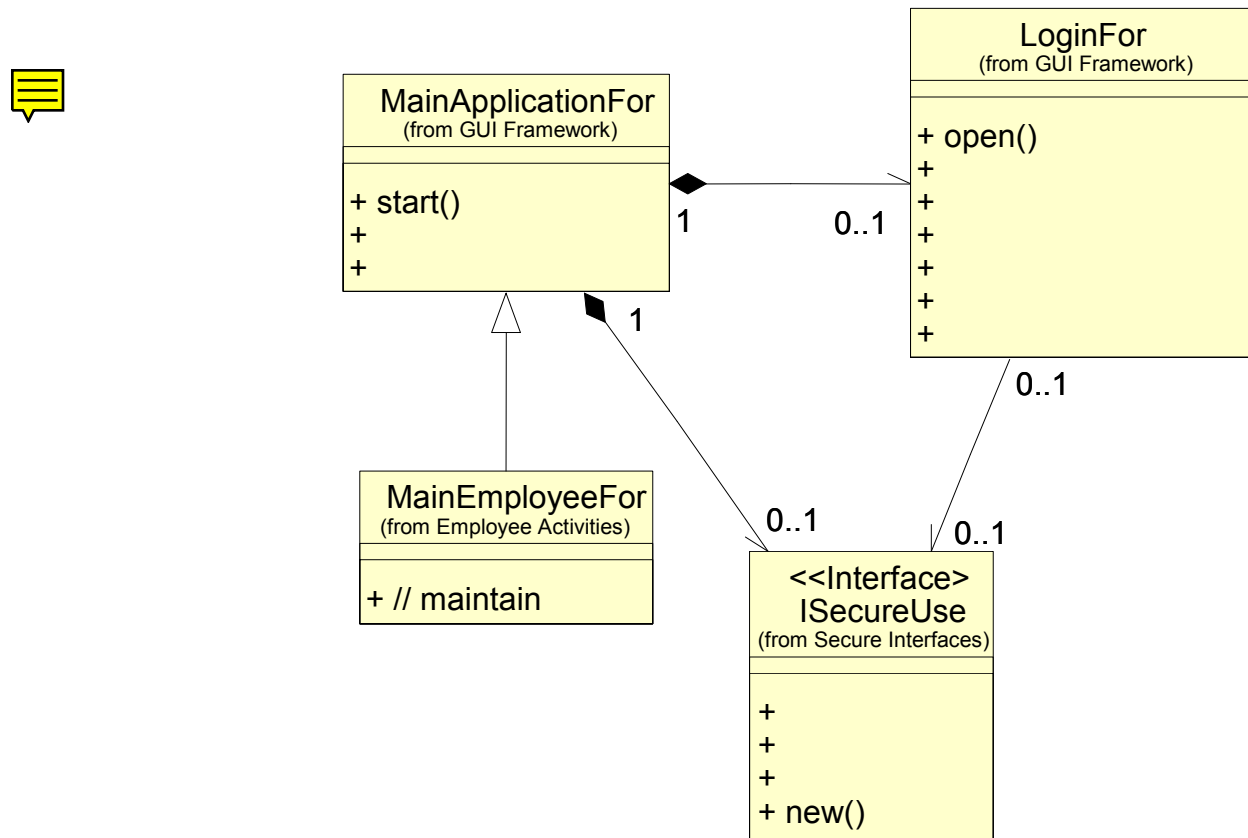 LoginFor
(from GUI Framework)
+ open()
+
+
+
+
+
+
MainApplicationFor
(from GUI Framework)
+ start()
+
+
1
0..1
1
0..1
MainEmployeeFor
(from Employee Activities)
+ // maintain
0..1
0..1
<<Interface>
ISecureUse
(from Secure Interfaces)
+
+
+
+ new()